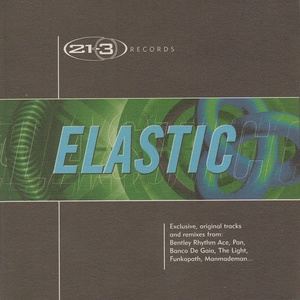 21-3 RECORDS
ELASTIC
Exclusive, original tracks
and remixes from:
Bentley Rhythm Ace, Pan,
Banco De Gaia, The Light,
Funkopath, Manmademan...